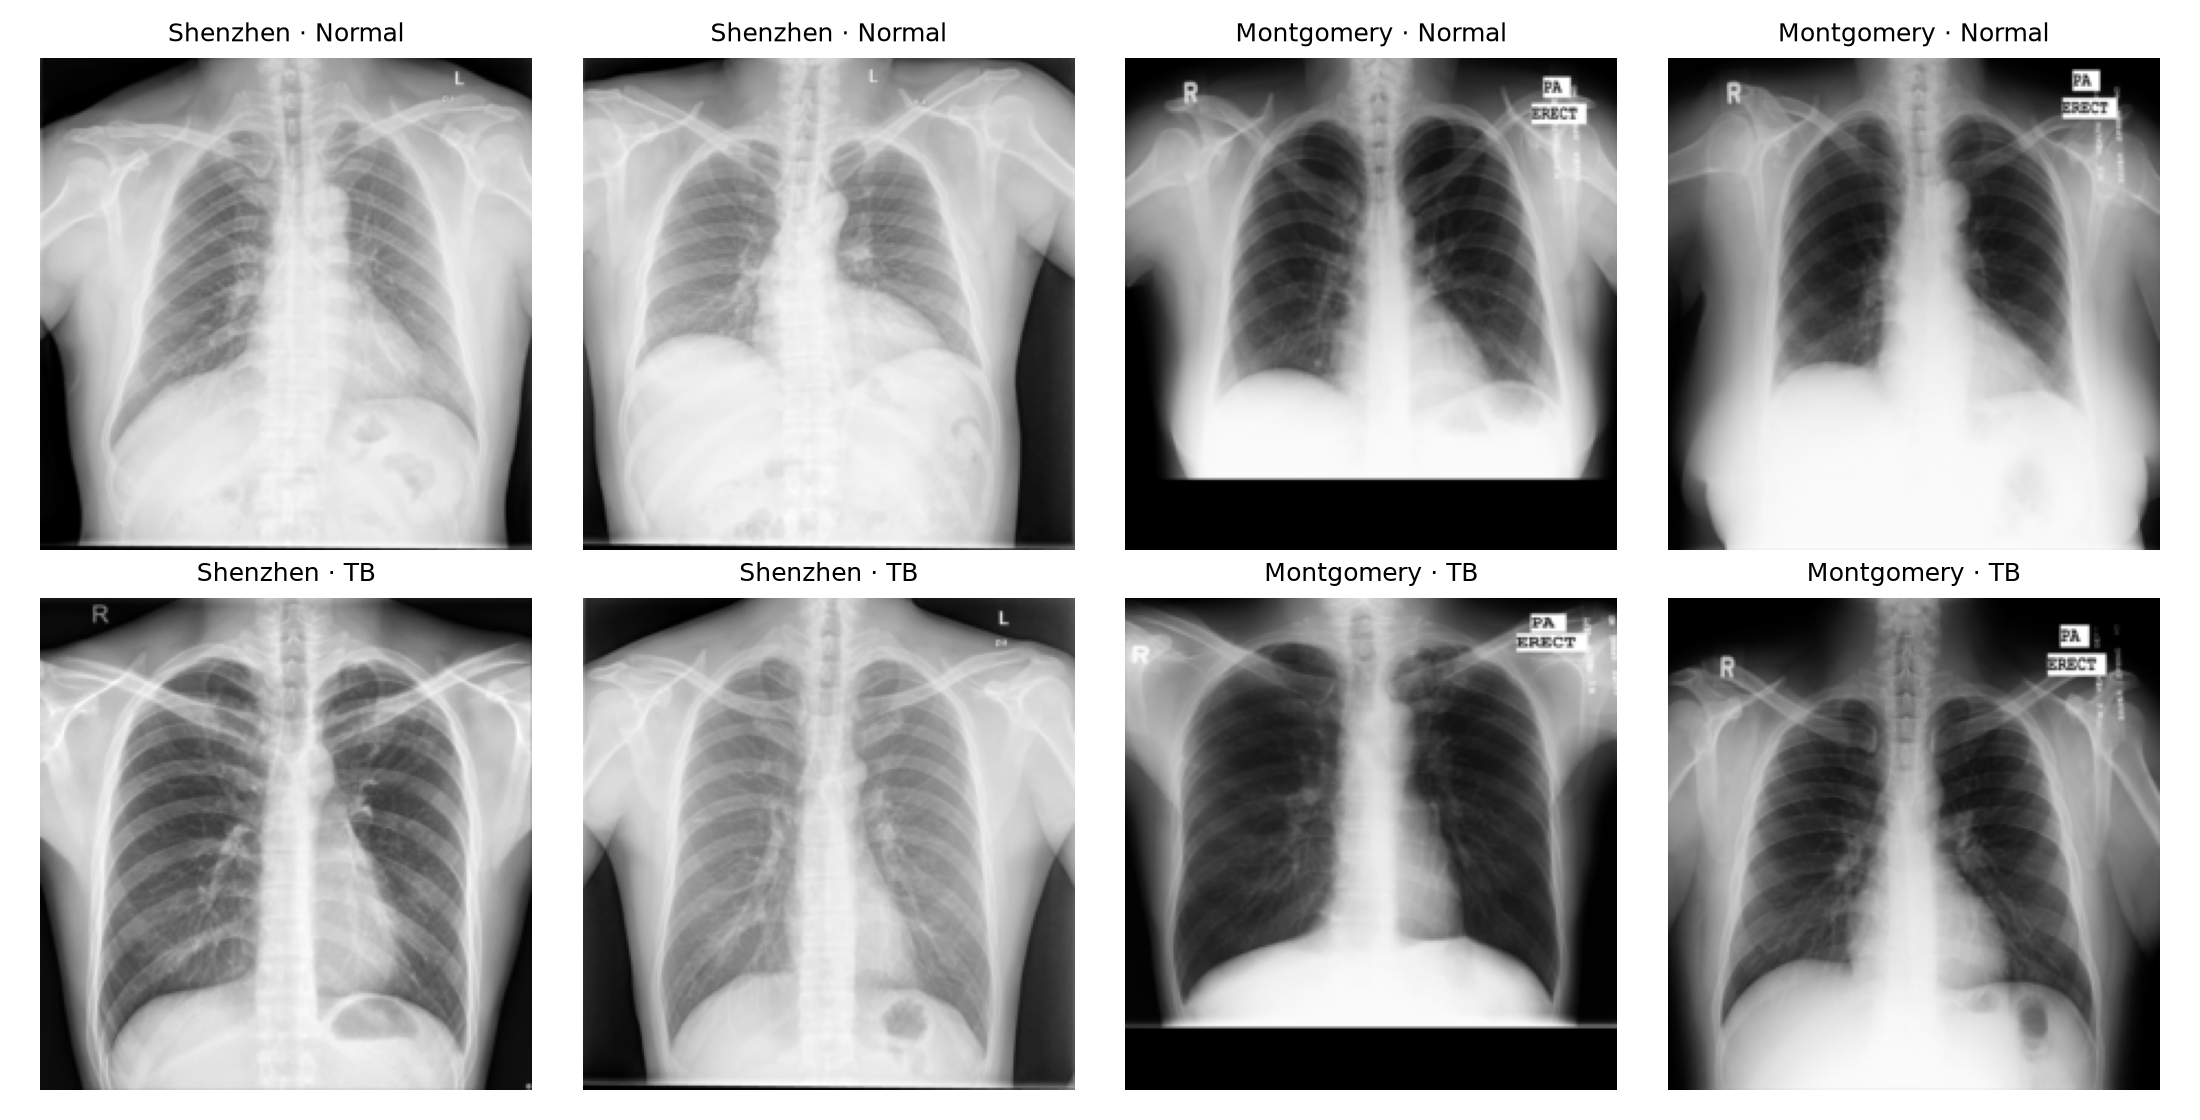 Shenzhen · Normal
Shenzhen · Normal
Montgomery · Normal
Montgomery · Normal
L
L
R
PA
ERECT
R
PA
ERECT
Shenzhen · TB
Shenzhen · TB
Montgomery · TB
Montgomery · TB
R
L
R
PA
ERECT
R
PA
ERECT